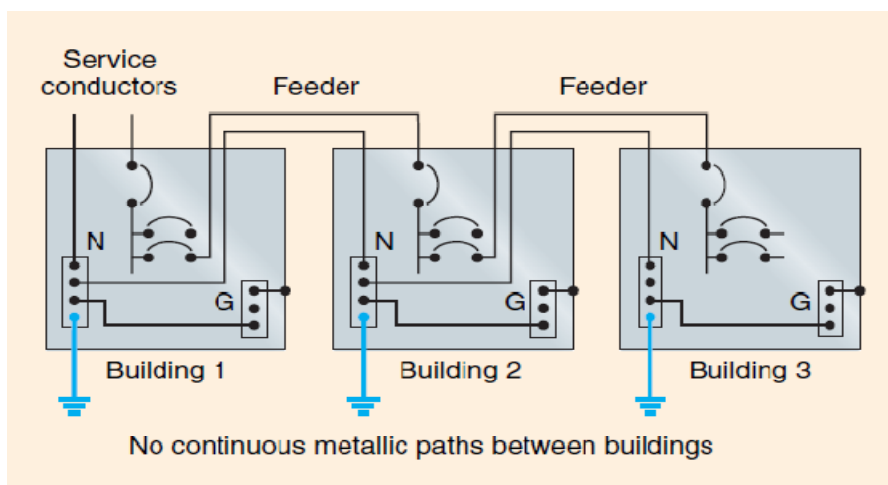 Service
conductors
Feeder
Feeder
N
G
N
G
N
G
Building 1
Building 2
Building 3
No continuous metallic paths between buildings